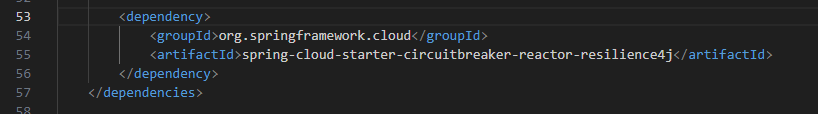 53 <dependency>
54 <groupId>org.springframework.cloud</groupId>
55 <artifactId>spring-cloud-starter-circuitbreaker-reactor-resilience4j</artifactId>
56 </dependency>
57 </dependencies>
58